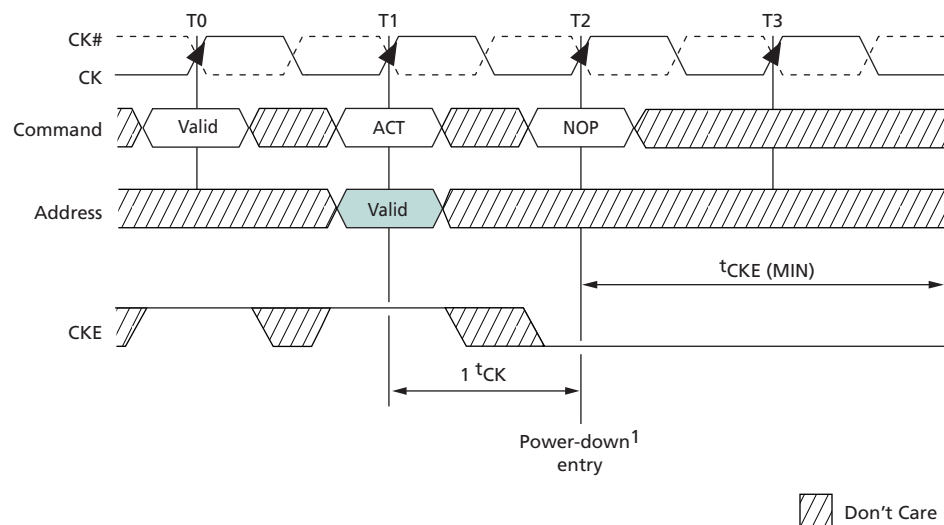 T0 T1 T2 T3
CK#
CK
Command Valid ACT NOP
Address Valid
tCKE (MIN)
CKE
1 tCK
Power-down1
entry
Don't Care